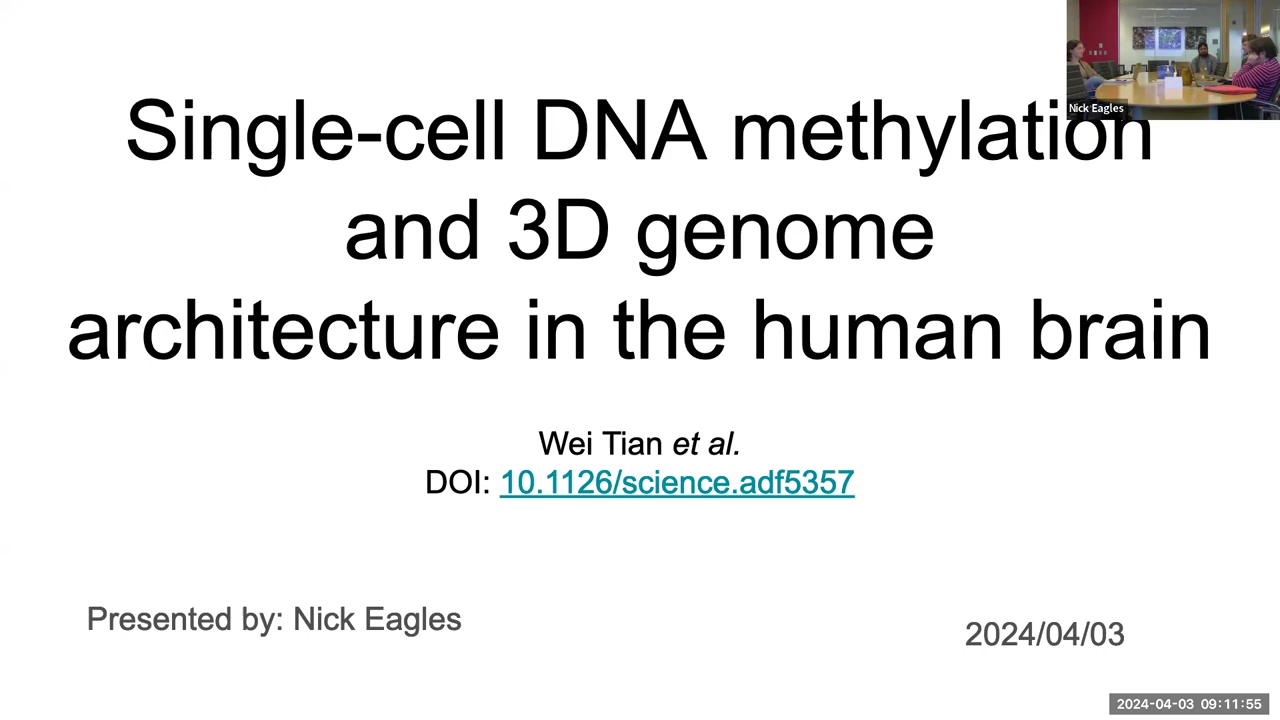 Nick Eagles
Single-cell DNA methylation
and 3D genome
architecture in the human brain
Wei Tian et al.
DOI: 10.1126/science.adf5357
Presented by: Nick Eagles
2024/04/03
2024-04-03 09:11:55